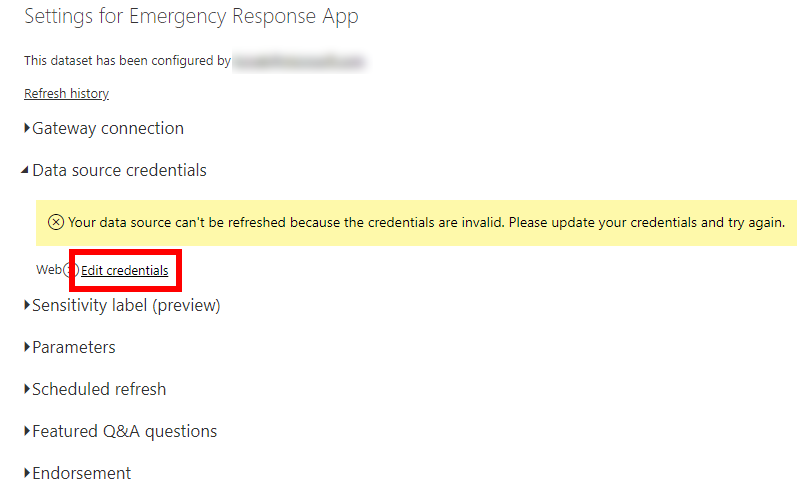 Settings for Emergency Response App
This dataset has been configured by
Refresh history
Gateway connection
Data source credentials
Your data source can't be refreshed because the credentials are invalid. Please update your credentials and try again.
Web Edit credentials
Sensitivity label (preview)
Parameters
Scheduled refresh
Featured Q&A questions
Endorsement